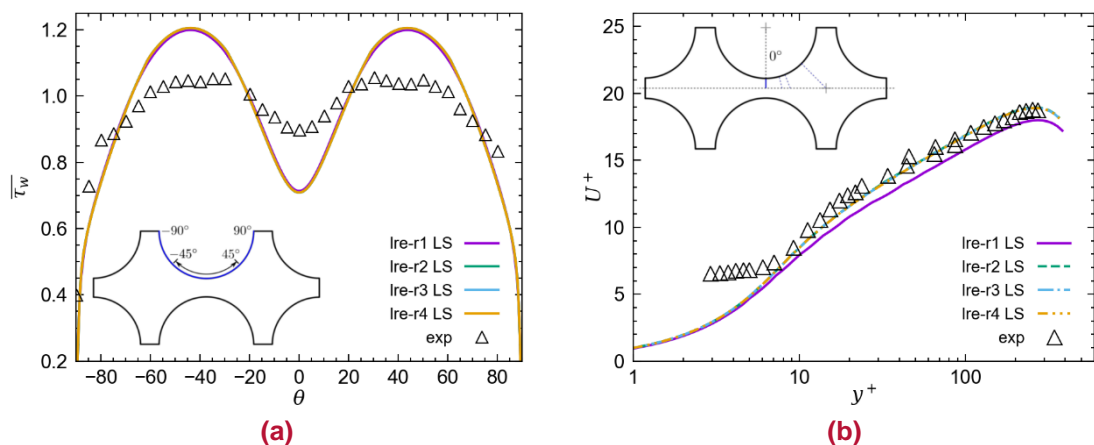 1.2
1.0
0.8
0.6
0.4
0.2
τ_w
−90°
90°
−45°
45°
lre-r1 LS
lre-r2 LS
lre-r3 LS
lre-r4 LS
exp
−80 −60 −40 −20 0 20 40 60 80
θ
(a)
25
20
15
10
5
0
U⁺
0°
lre-r1 LS
lre-r2 LS
lre-r3 LS
lre-r4 LS
exp
1 10 100
y⁺
(b)